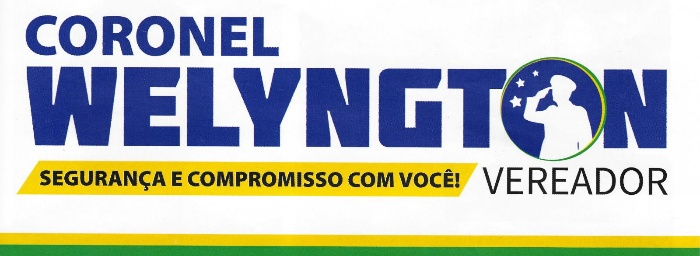 CORONEL
WELYNGTON
SEGURANÇA E COMPROMISSO COM VOCÊ! VEREADOR